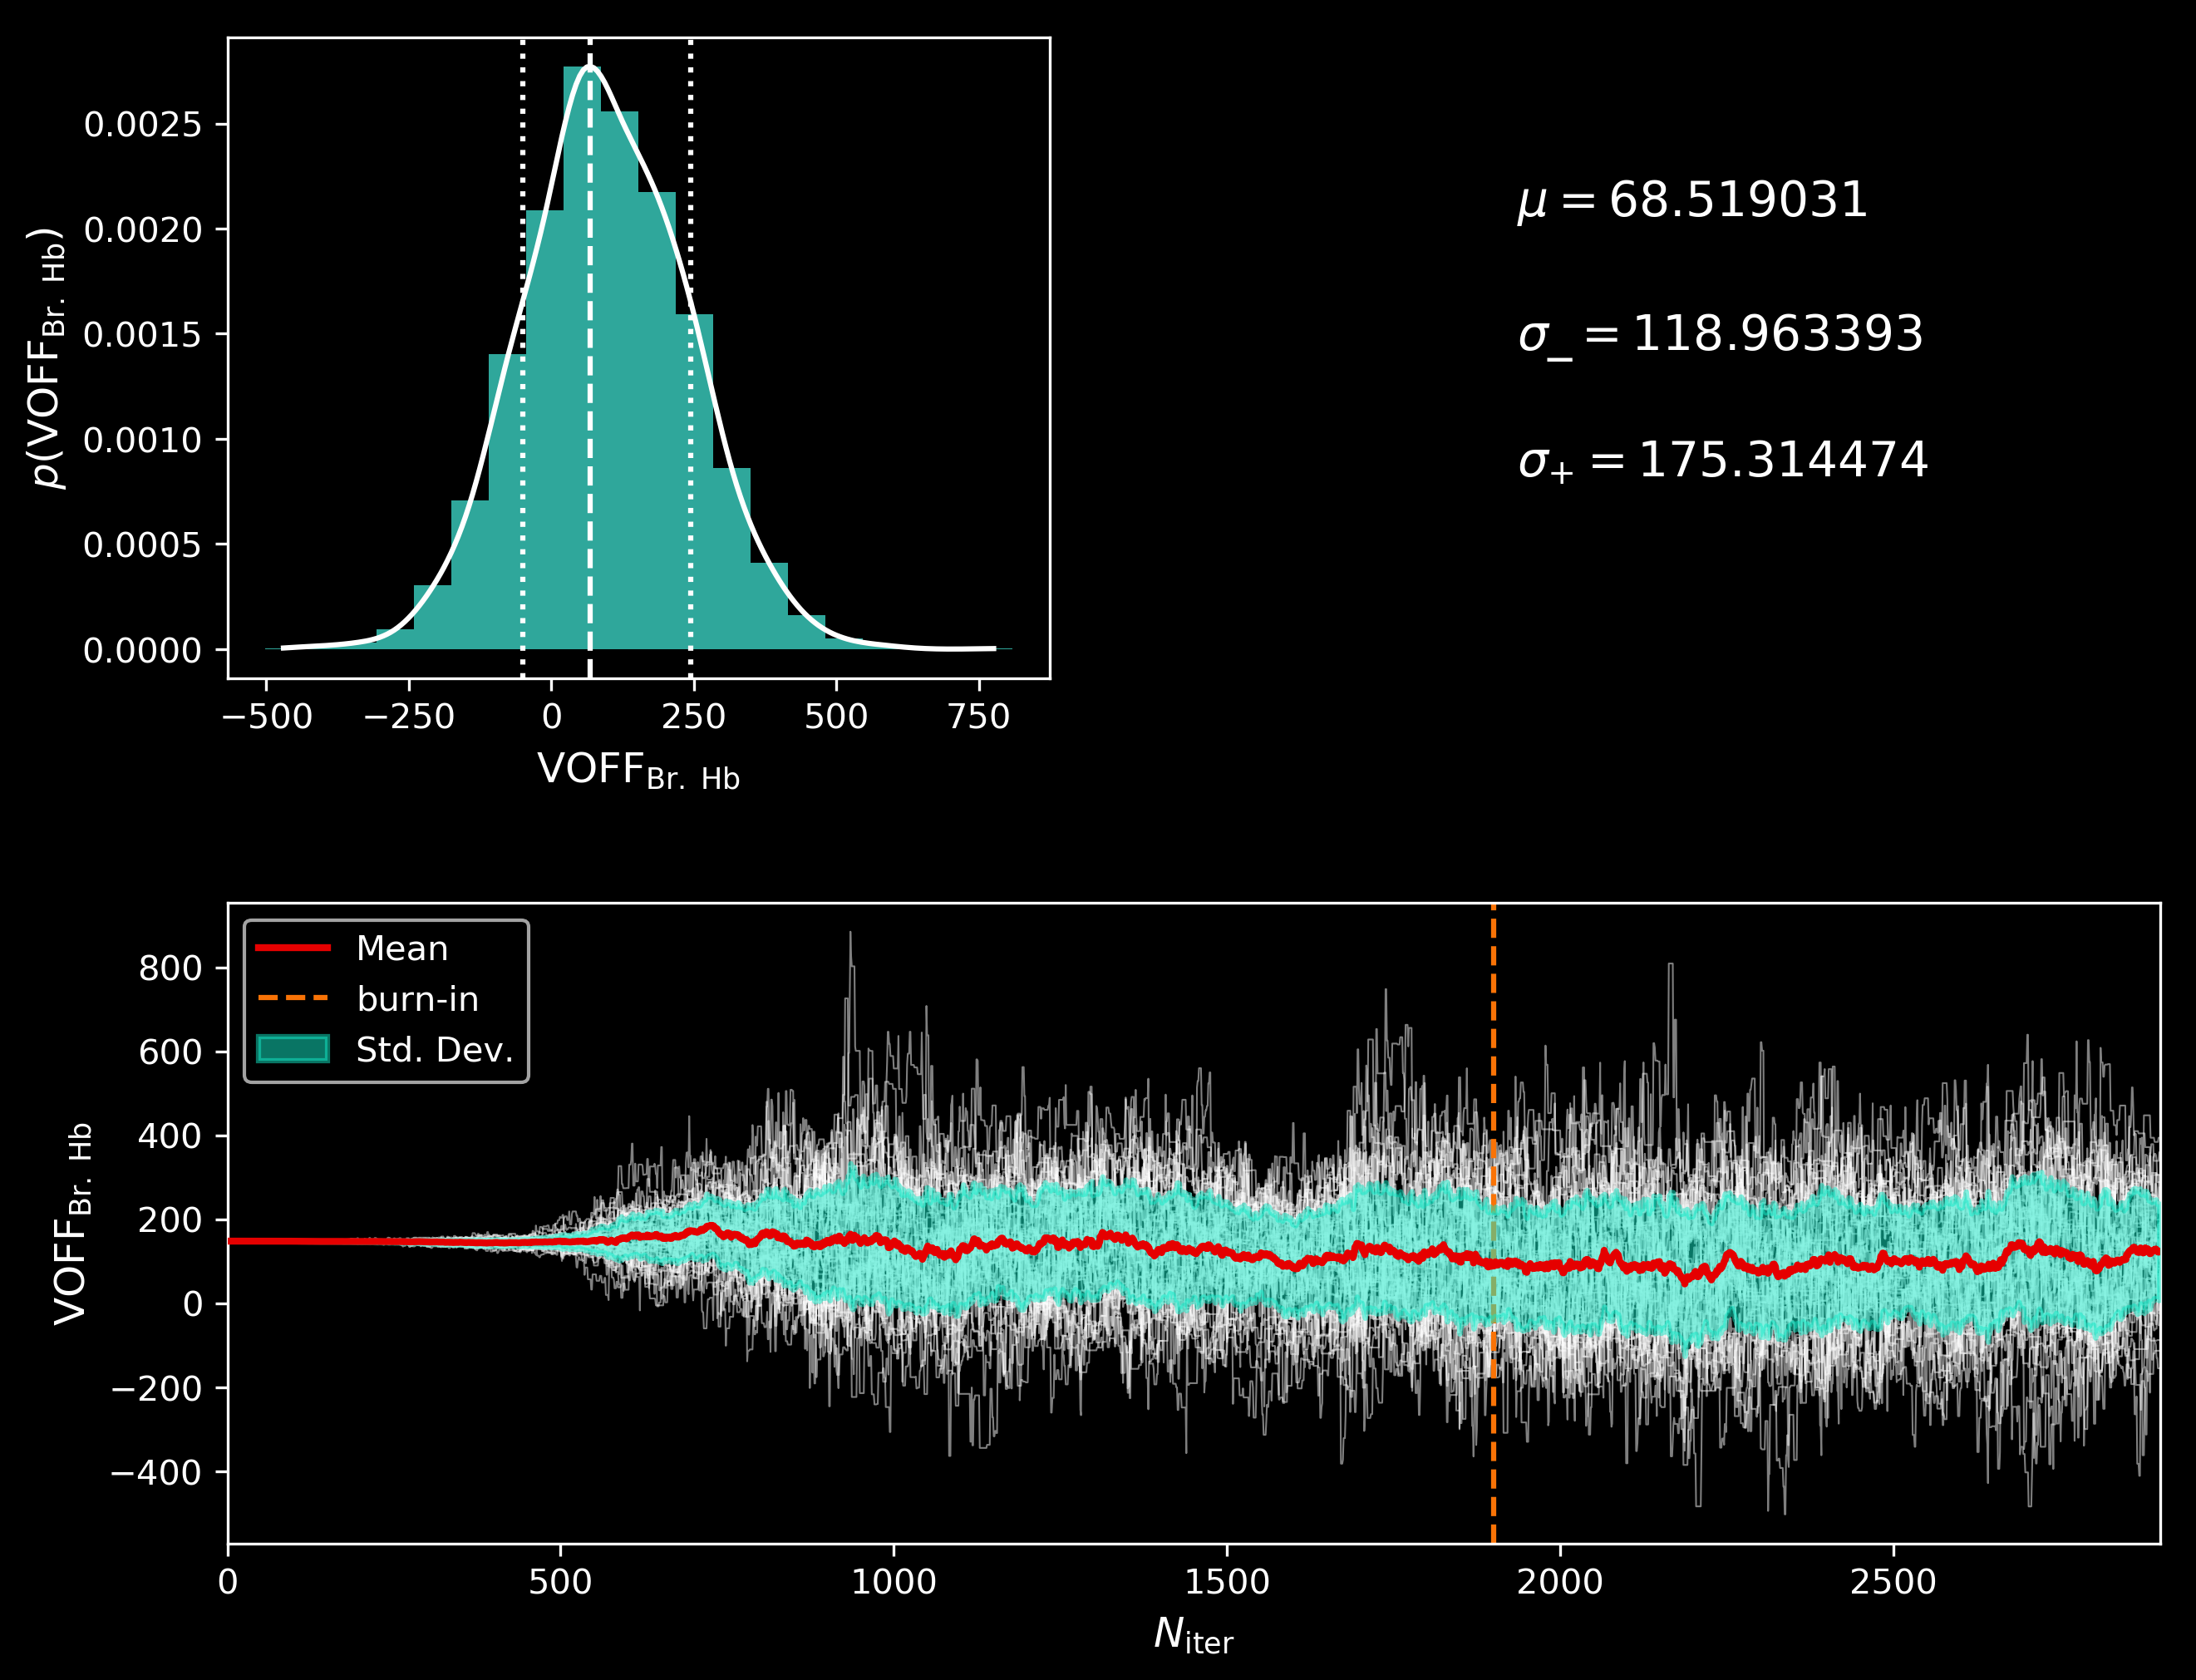 0.0025
0.0020
0.0015
0.0010
0.0005
0.0000
p(VOFF_Br. Hb)
−500 −250 0 250 500 750
VOFF_Br. Hb
μ = 68.519031
σ_− = 118.963393
σ_+ = 175.314474
Mean
burn-in
Std. Dev.
800
600
400
200
0
−200
−400
VOFF_Br. Hb
0 500 1000 1500 2000 2500
N_iter